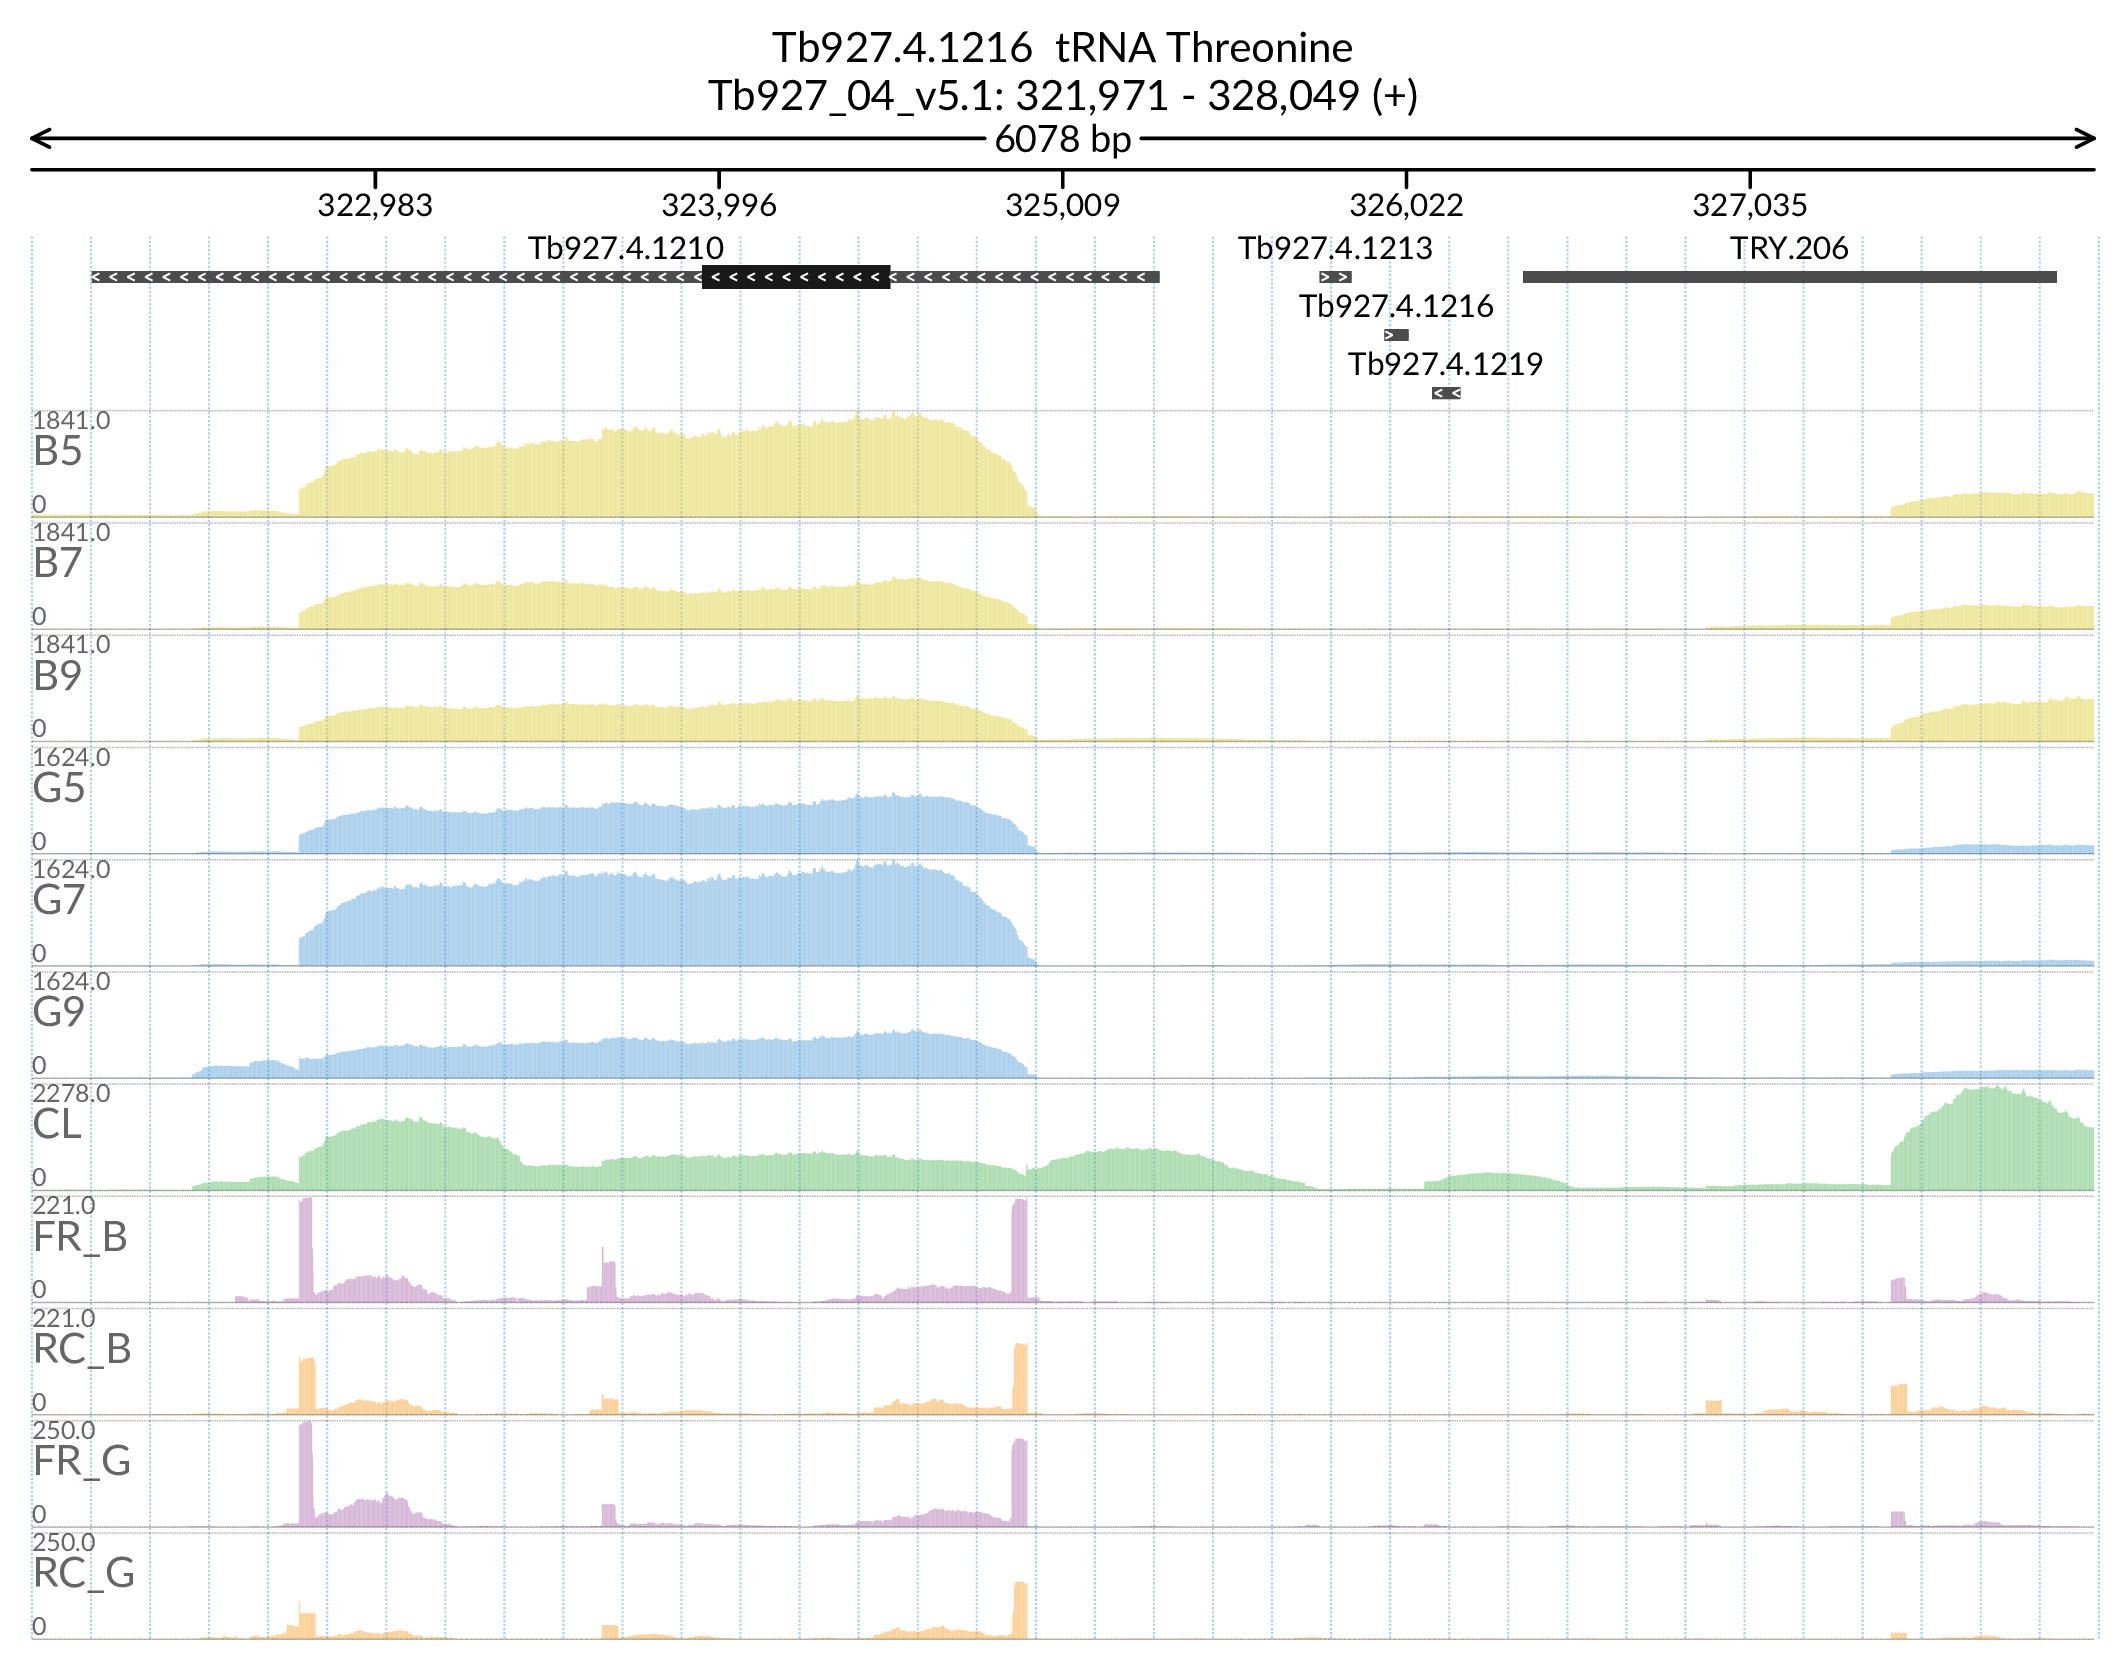 Tb927.4.1216 tRNA Threonine
Tb927_04_v5.1: 321,971 - 328,049 (+)
6078 bp
322,983 323,996 325,009 326,022 327,035
Tb927.4.1210 Tb927.4.1213 TRY.206
Tb927.4.1216
Tb927.4.1219
1841.0
B5
0
1841.0
B7
0
1841.0
B9
0
1624.0
G5
0
1624.0
G7
0
1624.0
G9
0
2278.0
CL
0
221.0
FR_B
0
221.0
RC_B
0
250.0
FR_G
0
250.0
RC_G
0